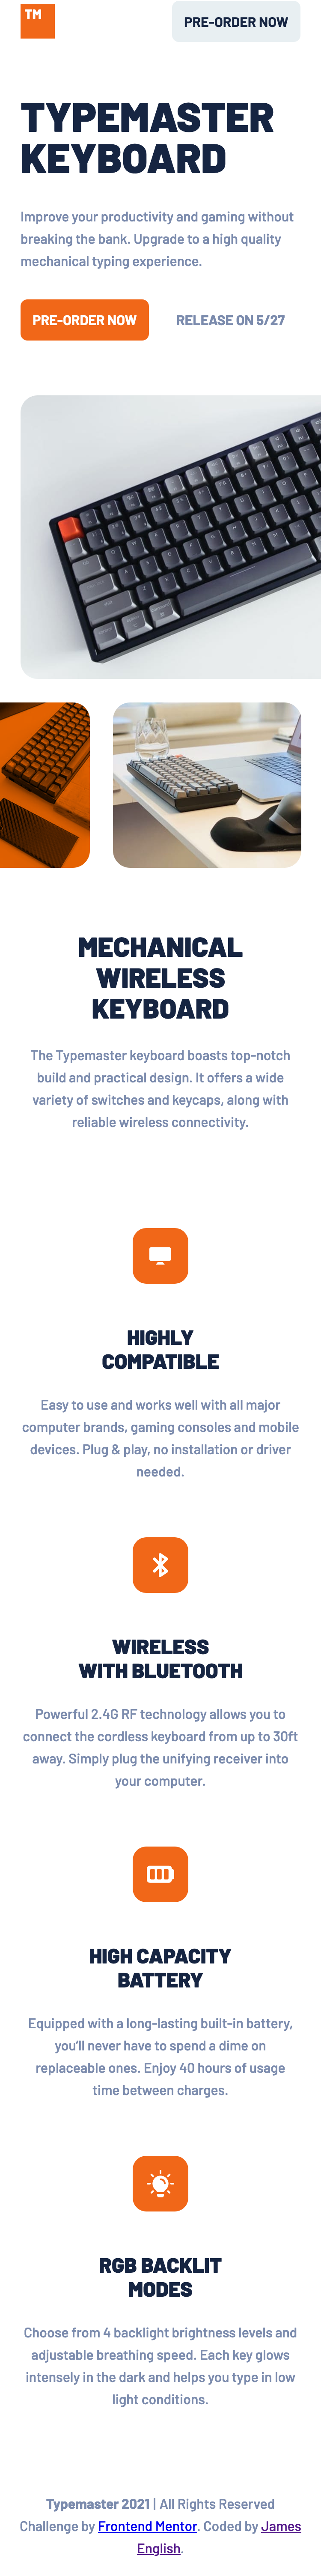 TM
PRE-ORDER NOW
TYPEMASTER
KEYBOARD
Improve your productivity and gaming without
breaking the bank. Upgrade to a high quality
mechanical typing experience.
PRE-ORDER NOW
RELEASE ON 5/27
MECHANICAL
WIRELESS
KEYBOARD
The Typemaster keyboard boasts top-notch
build and practical design. It offers a wide
variety of switches and keycaps, along with
reliable wireless connectivity.
HIGHLY
COMPATIBLE
Easy to use and works well with all major
computer brands, gaming consoles and mobile
devices. Plug & play, no installation or driver
needed.
WIRELESS
WITH BLUETOOTH
Powerful 2.4G RF technology allows you to
connect the cordless keyboard from up to 30ft
away. Simply plug the unifying receiver into
your computer.
HIGH CAPACITY
BATTERY
Equipped with a long-lasting built-in battery,
you’ll never have to spend a dime on
replaceable ones. Enjoy 40 hours of usage
time between charges.
RGB BACKLIT
MODES
Choose from 4 backlight brightness levels and
adjustable breathing speed. Each key glows
intensely in the dark and helps you type in low
light conditions.
Typemaster 2021 | All Rights Reserved
Challenge by Frontend Mentor. Coded by James
English.